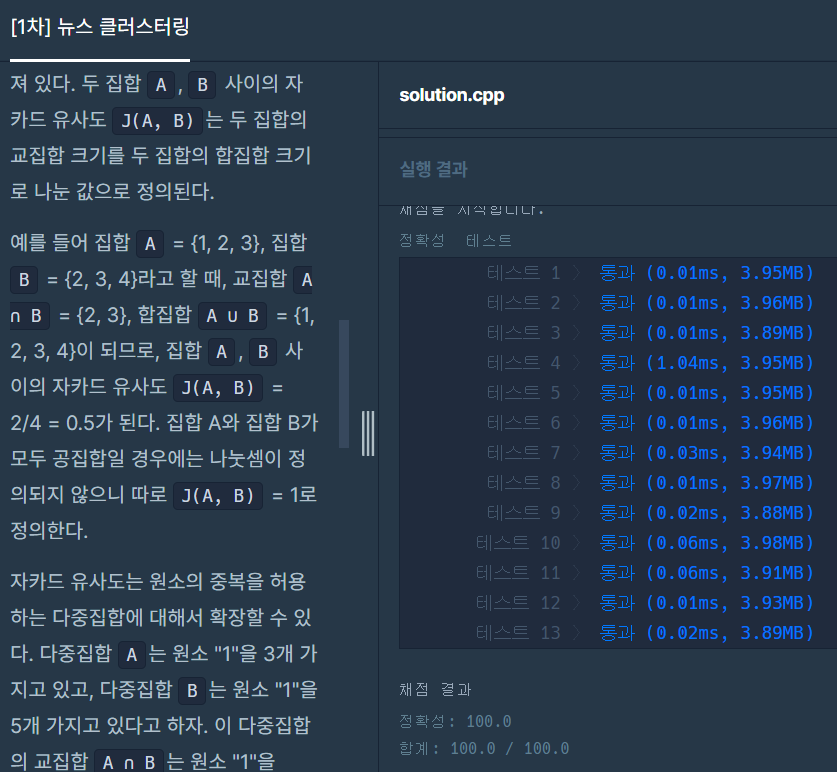 [1차] 뉴스 클러스터링
져 있다. 두 집합 A, B 사이의 자
카드 유사도 J(A, B)는 두 집합의
교집합 크기를 두 집합의 합집합 크기
로 나눈 값으로 정의된다.
예를 들어 집합 A = {1, 2, 3}, 집합
B = {2, 3, 4}라고 할 때, 교집합 A
∩ B = {2, 3}, 합집합 A ∪ B = {1,
2, 3, 4}이 되므로, 집합 A, B 사
이의 자카드 유사도 J(A, B) =
2/4 = 0.5가 된다. 집합 A와 집합 B가
모두 공집합일 경우에는 나눗셈이 정
의되지 않으니 따로 J(A, B) = 1로
정의한다.
자카드 유사도는 원소의 중복을 허용
하는 다중집합에 대해서 확장할 수 있
다. 다중집합 A는 원소 "1"을 3개 가
지고 있고, 다중집합 B는 원소 "1"을
5개 가지고 있다고 하자. 이 다중집합
의 교집합 A ∩ B는 원소 "1"을
solution.cpp
실행 결과
채점을 시작합니다.
정확성 테스트
테스트 1 〉 통과 (0.01ms, 3.95MB)
테스트 2 〉 통과 (0.01ms, 3.96MB)
테스트 3 〉 통과 (0.01ms, 3.89MB)
테스트 4 〉 통과 (1.04ms, 3.95MB)
테스트 5 〉 통과 (0.01ms, 3.95MB)
테스트 6 〉 통과 (0.01ms, 3.96MB)
테스트 7 〉 통과 (0.03ms, 3.94MB)
테스트 8 〉 통과 (0.01ms, 3.97MB)
테스트 9 〉 통과 (0.02ms, 3.88MB)
테스트 10 〉 통과 (0.06ms, 3.98MB)
테스트 11 〉 통과 (0.06ms, 3.91MB)
테스트 12 〉 통과 (0.01ms, 3.93MB)
테스트 13 〉 통과 (0.02ms, 3.89MB)
채점 결과
정확성: 100.0
합계: 100.0 / 100.0